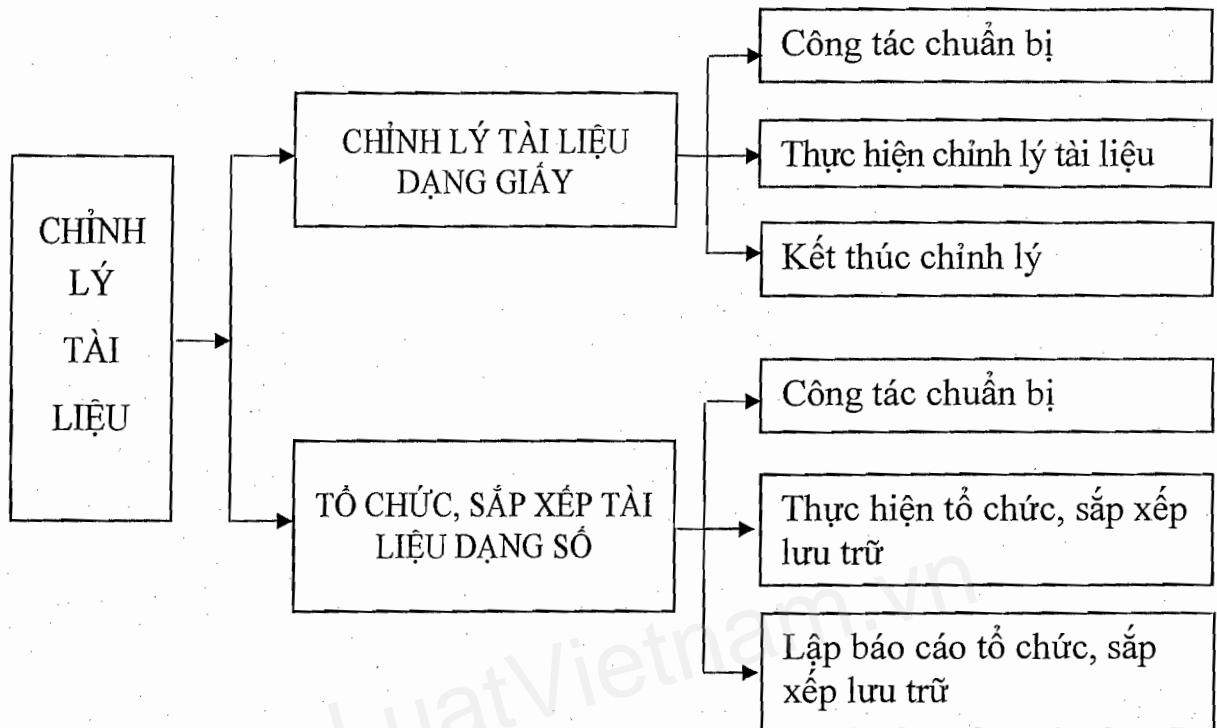 CHỈNH
LÝ
TÀI
LIỆU
CHỈNH LÝ TÀI LIỆU
DẠNG GIẤY
Công tác chuẩn bị
Thực hiện chỉnh lý tài liệu
Kết thúc chỉnh lý
TỔ CHỨC, SẮP XẾP TÀI
LIỆU DẠNG SỐ
Công tác chuẩn bị
Thực hiện tổ chức, sắp xếp
lưu trữ
Lập báo cáo tổ chức, sắp
xếp lưu trữ
LuatVietnam.vn